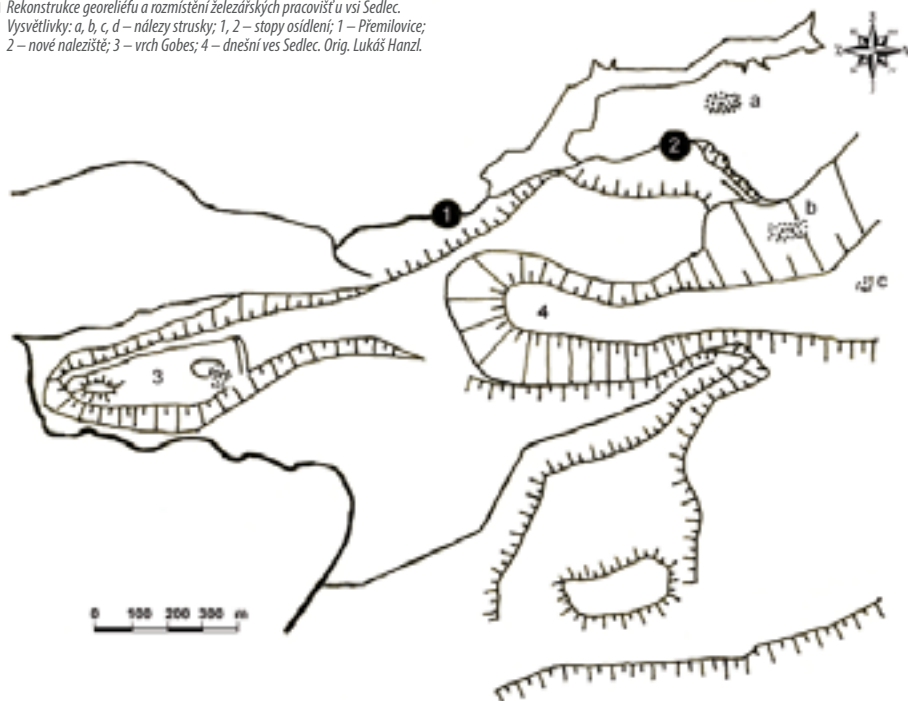 Rekonstrukce georeliéfu a rozmístění železářských pracovišť u vsi Sedlec.
Vysvětlivky: a, b, c, d – nálezy strusky; 1, 2 – stopy osídlení; 1 – Přemilovice;
2 – nové naleziště; 3 – vrch Gobes; 4 – dnešní ves Sedlec. Orig. Lukáš Hanzl.
a
2
1
b
c
4
3
0 100 200 300 m